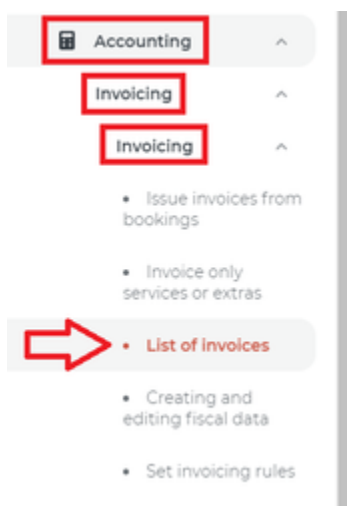 Accounting
Invoicing
Invoicing
• Issue invoices from
bookings
• Invoice only
services or extras
• List of invoices
• Creating and
editing fiscal data
• Set invoicing rules